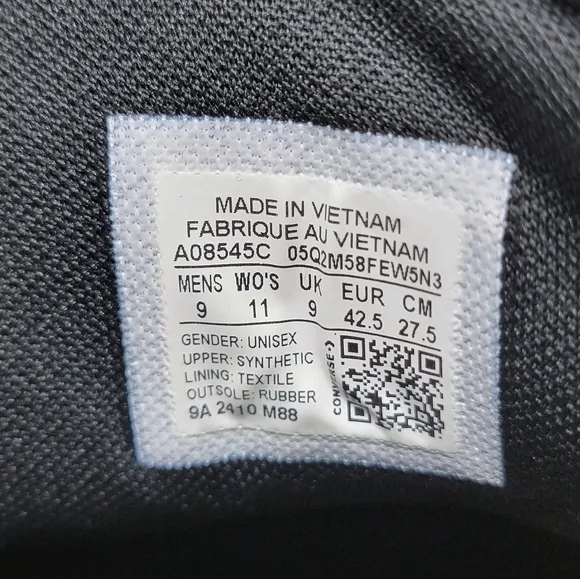 MADE IN VIETNAM
FABRIQUE AU VIETNAM
A08545C 05Q2M58FEW5N3
MENS WO'S UK EUR CM
9 11 9 42.5 27.5
GENDER: UNISEX
UPPER: SYNTHETIC
LINING: TEXTILE
OUTSOLE: RUBBER
9A 2410 M88
CONVERSE